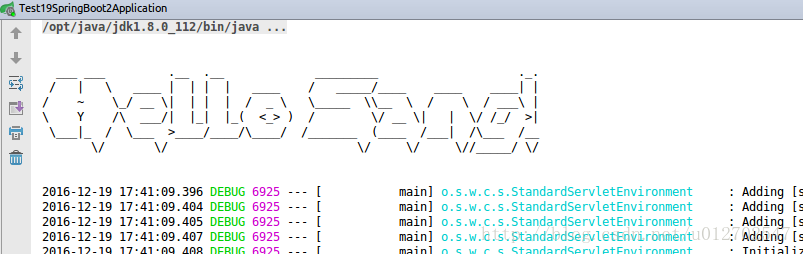 Test19SpringBoot2Application
/opt/java/jdk1.8.0_112/bin/java ...
Hello Sang!
2016-12-19 17:41:09.396 DEBUG 6925 --- [ main] o.s.w.c.s.StandardServletEnvironment : Adding [s
2016-12-19 17:41:09.404 DEBUG 6925 --- [ main] o.s.w.c.s.StandardServletEnvironment : Adding [s
2016-12-19 17:41:09.405 DEBUG 6925 --- [ main] o.s.w.c.s.StandardServletEnvironment : Adding [s
2016-12-19 17:41:09.407 DEBUG 6925 --- [ main] o.s.w.c.s.StandardServletEnvironment : Adding [s
2016-12-19 17:41:09.408 DEBUG 6925 --- [ main] o.s.w.c.s.StandardServletEnvironment : Initializ